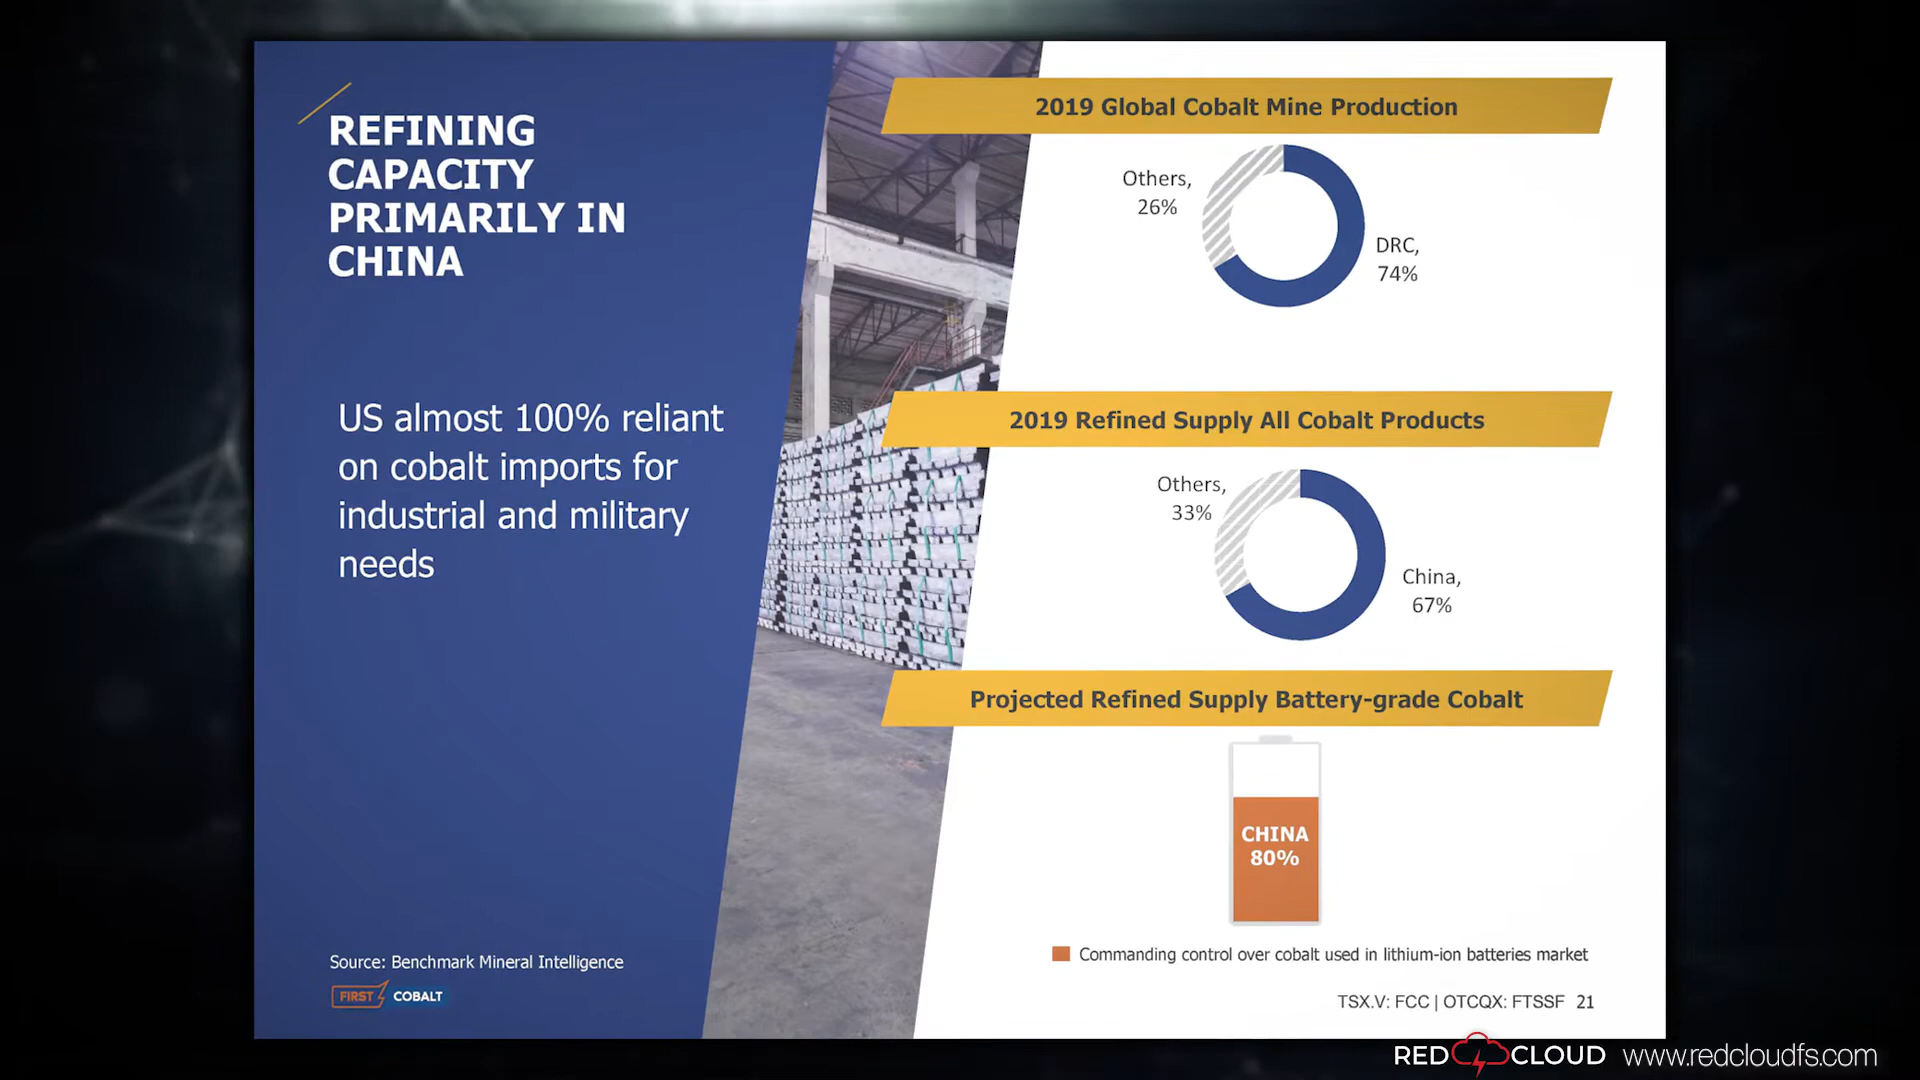 REFINING
CAPACITY
PRIMARILY IN
CHINA
US almost 100% reliant
on cobalt imports for
industrial and military
needs
Source: Benchmark Mineral Intelligence
FIRST COBALT
2019 Global Cobalt Mine Production
Others,
26%
DRC,
74%
2019 Refined Supply All Cobalt Products
Others,
33%
China,
67%
Projected Refined Supply Battery-grade Cobalt
CHINA
80%
Commanding control over cobalt used in lithium-ion batteries market
TSX.V: FCC | OTCQX: FTSSF 21
RED CLOUD www.redcloudfs.com